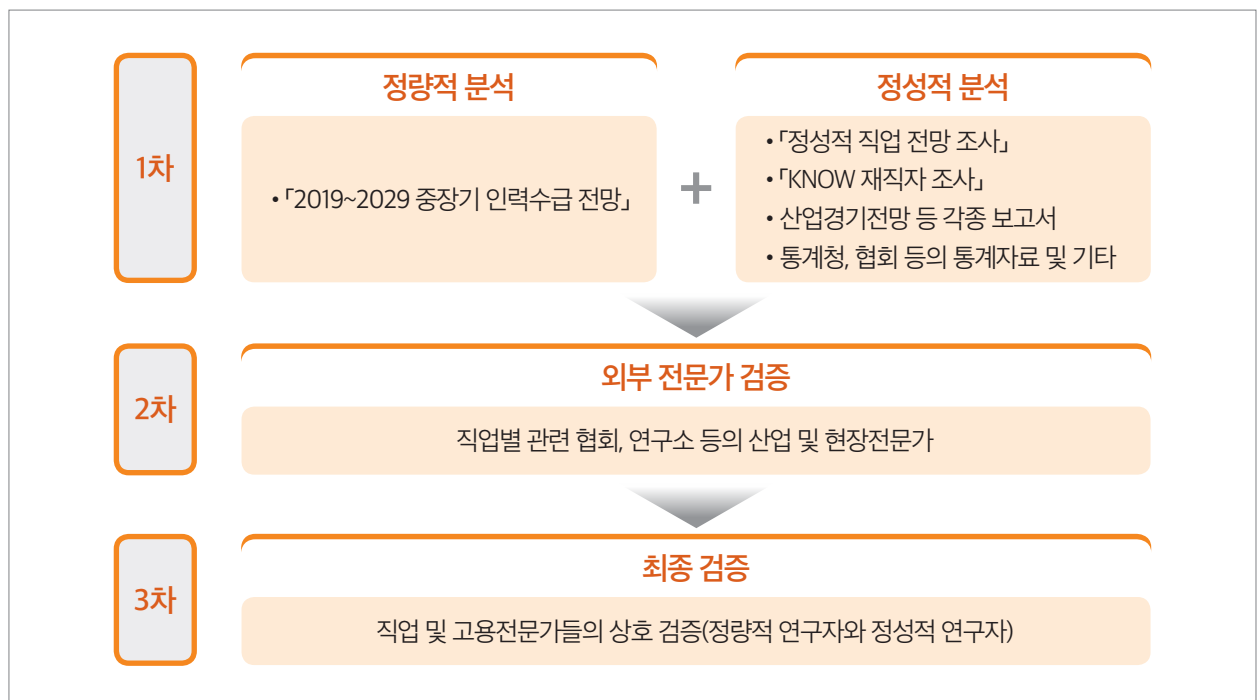 1차
정량적 분석
• 「2019~2029 중장기 인력수급 전망」
+
정성적 분석
• 「정성적 직업 전망 조사」
• 「KNOW 재직자 조사」
• 산업경기전망 등 각종 보고서
• 통계청, 협회 등의 통계자료 및 기타
2차
외부 전문가 검증
직업별 관련 협회, 연구소 등의 산업 및 현장전문가
3차
최종 검증
직업 및 고용전문가들의 상호 검증(정량적 연구자와 정성적 연구자)